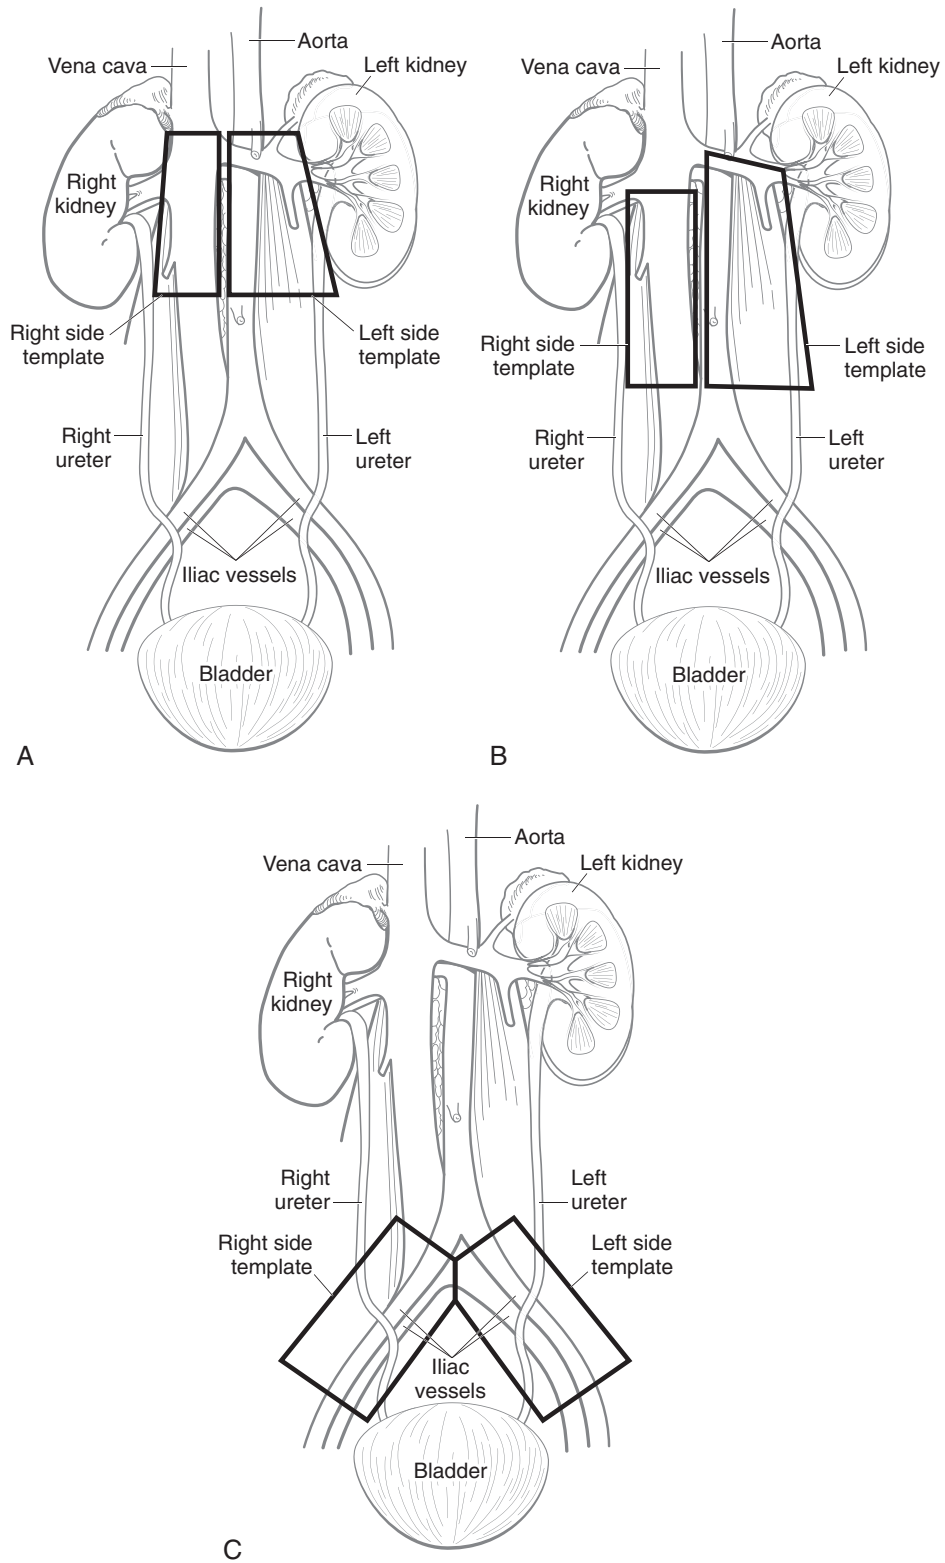 Aorta
Vena cava
Left kidney
Right
kidney
Right side
template
Left side
template
Right
ureter
Left
ureter
Iliac vessels
Bladder
A
Aorta
Vena cava
Left kidney
Right
kidney
Right side
template
Left side
template
Right
ureter
Left
ureter
Iliac vessels
Bladder
B
Aorta
Vena cava
Left kidney
Right
kidney
Right
ureter
Left
ureter
Right side
template
Left side
template
Iliac
vessels
Bladder
C